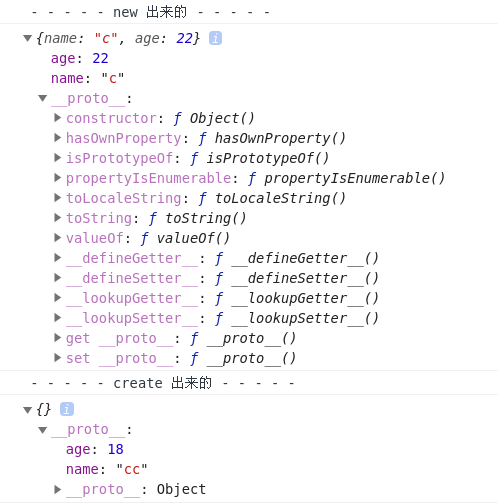 - - - - - new 出来的 - - - - -
▼{name: "c", age: 22} i
age: 22
name: "c"
▼__proto__:
▶constructor: ƒ Object()
▶hasOwnProperty: ƒ hasOwnProperty()
▶isPrototypeOf: ƒ isPrototypeOf()
▶propertyIsEnumerable: ƒ propertyIsEnumerable()
▶toLocaleString: ƒ toLocaleString()
▶toString: ƒ toString()
▶valueOf: ƒ valueOf()
▶__defineGetter__: ƒ __defineGetter__()
▶__defineSetter__: ƒ __defineSetter__()
▶__lookupGetter__: ƒ __lookupGetter__()
▶__lookupSetter__: ƒ __lookupSetter__()
▶get __proto__: ƒ __proto__()
▶set __proto__: ƒ __proto__()
- - - - - create 出来的 - - - - -
▼{} i
▼__proto__:
age: 18
name: "cc"
▶__proto__: Object